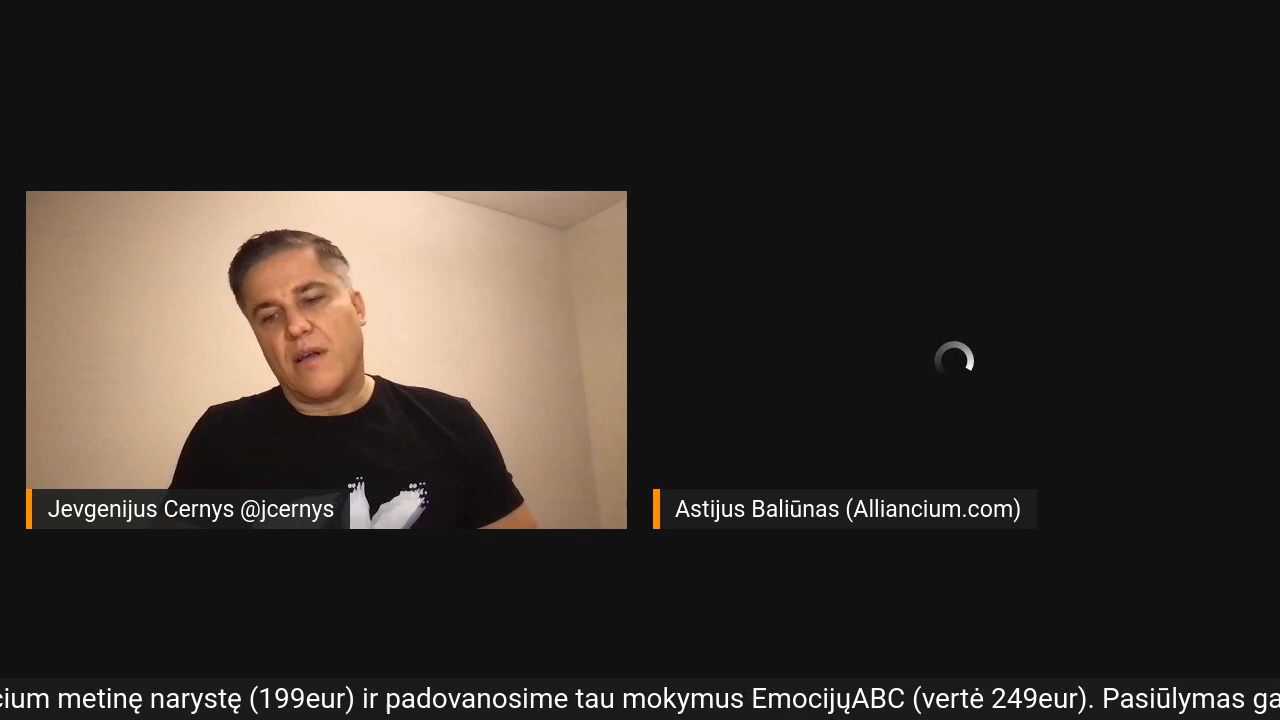 Jevgenijus Cernys @jcernys
Astijus Baliūnas (Alliancium.com)
metinę narystę (199eur) ir padovanosime tau mokymus EmocijųABC (vertė 249eur). Pasiūlymas